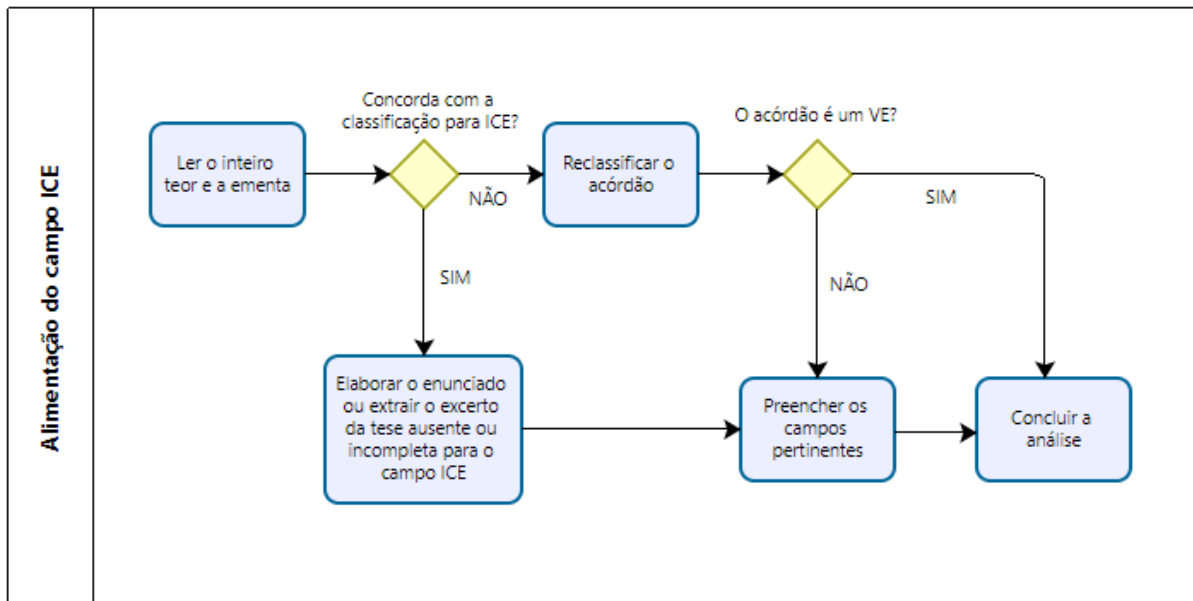 Alimentação do campo ICE
Ler o inteiro
teor e a ementa
Concorda com a
classificação para ICE?
NÃO
SIM
Reclassificar o
acórdão
O acórdão é um VE?
SIM
NÃO
Elaborar o enunciado
ou extrair o excerto
da tese ausente ou
incompleta para o
campo ICE
Preencher os
campos
pertinentes
Concluir a
análise